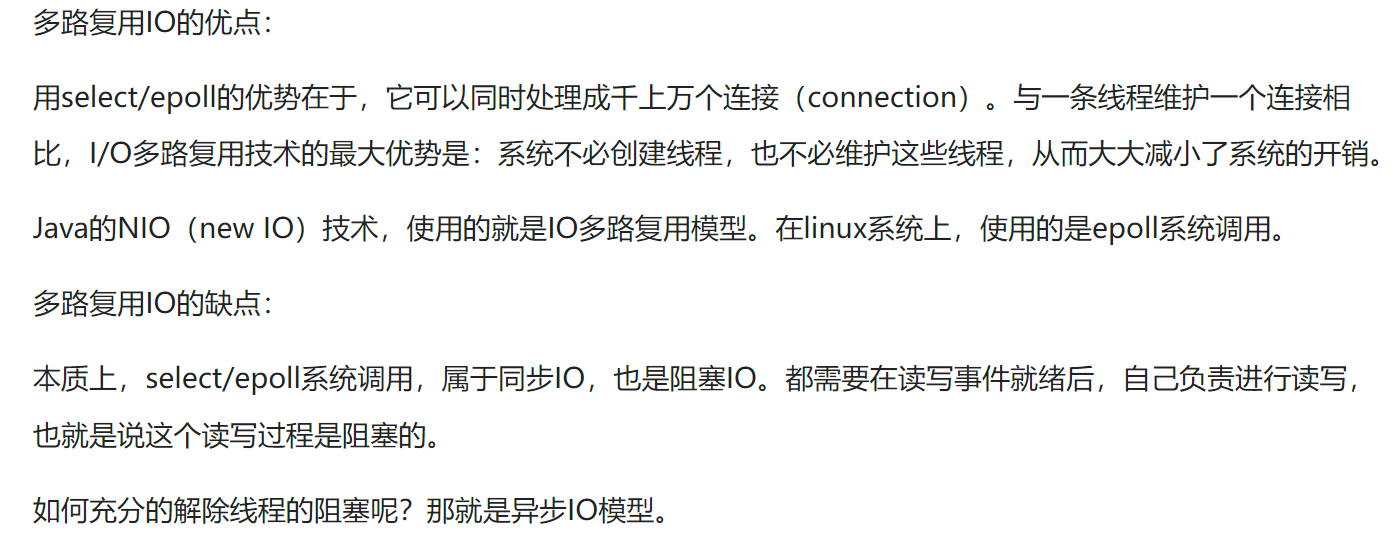 多路复用IO的优点：
用select/epoll的优势在于，它可以同时处理成千上万个连接（connection）。与一条线程维护一个连接相
比，I/O多路复用技术的最大优势是：系统不必创建线程，也不必维护这些线程，从而大大减小了系统的开销。
Java的NIO（new IO）技术，使用的就是IO多路复用模型。在linux系统上，使用的是epoll系统调用。
多路复用IO的缺点：
本质上，select/epoll系统调用，属于同步IO，也是阻塞IO。都需要在读写事件就绪后，自己负责进行读写，
也就是说这个读写过程是阻塞的。
如何充分的解除线程的阻塞呢？那就是异步IO模型。